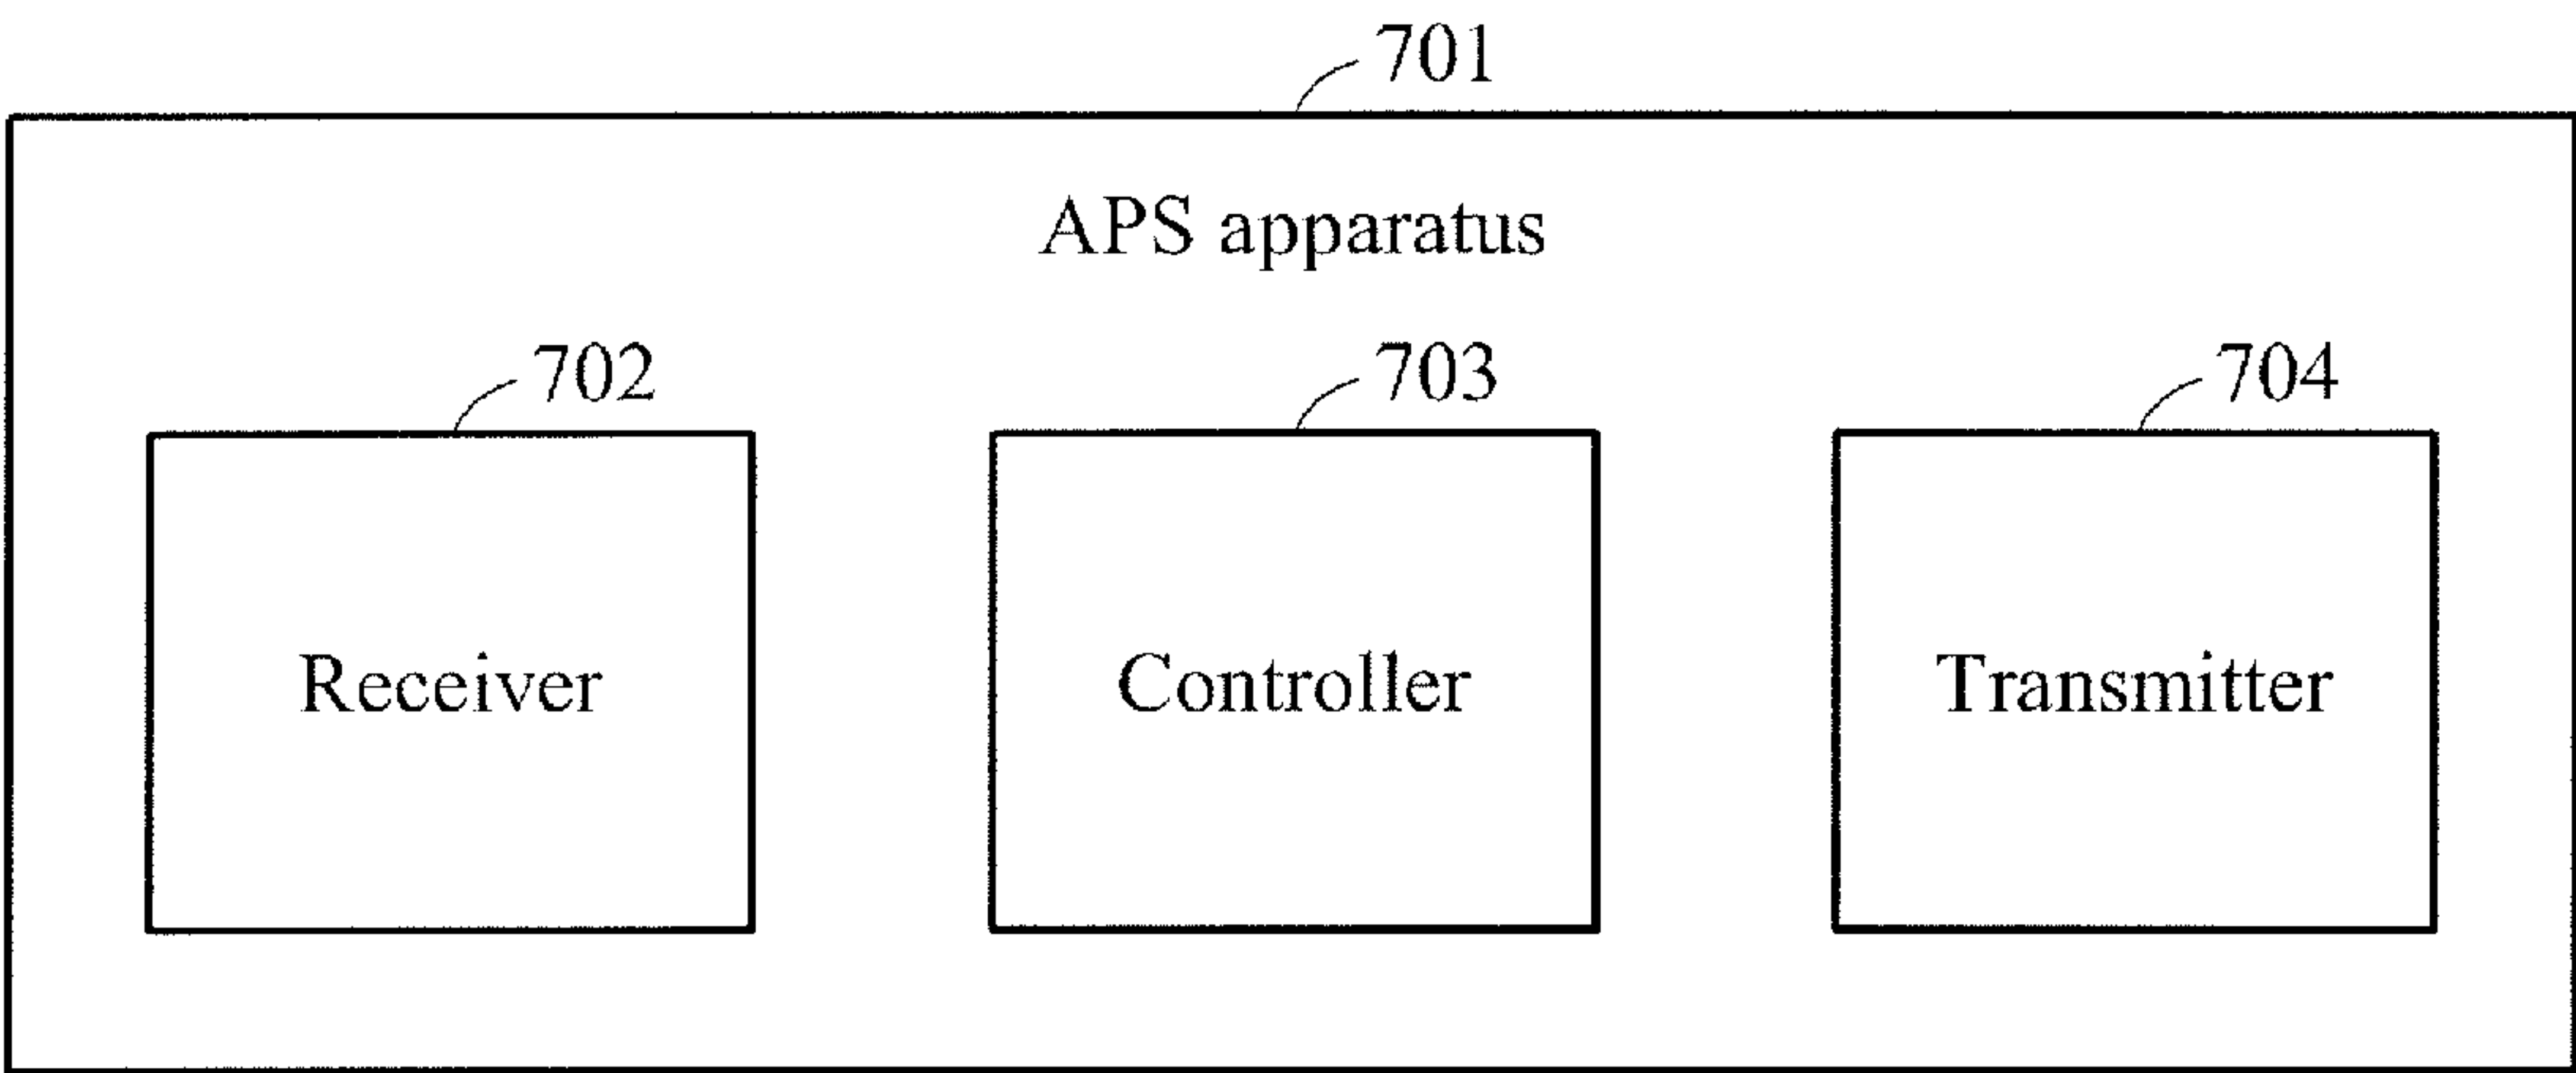 701
APS apparatus
702
703
704
Receiver
Controller
Transmitter